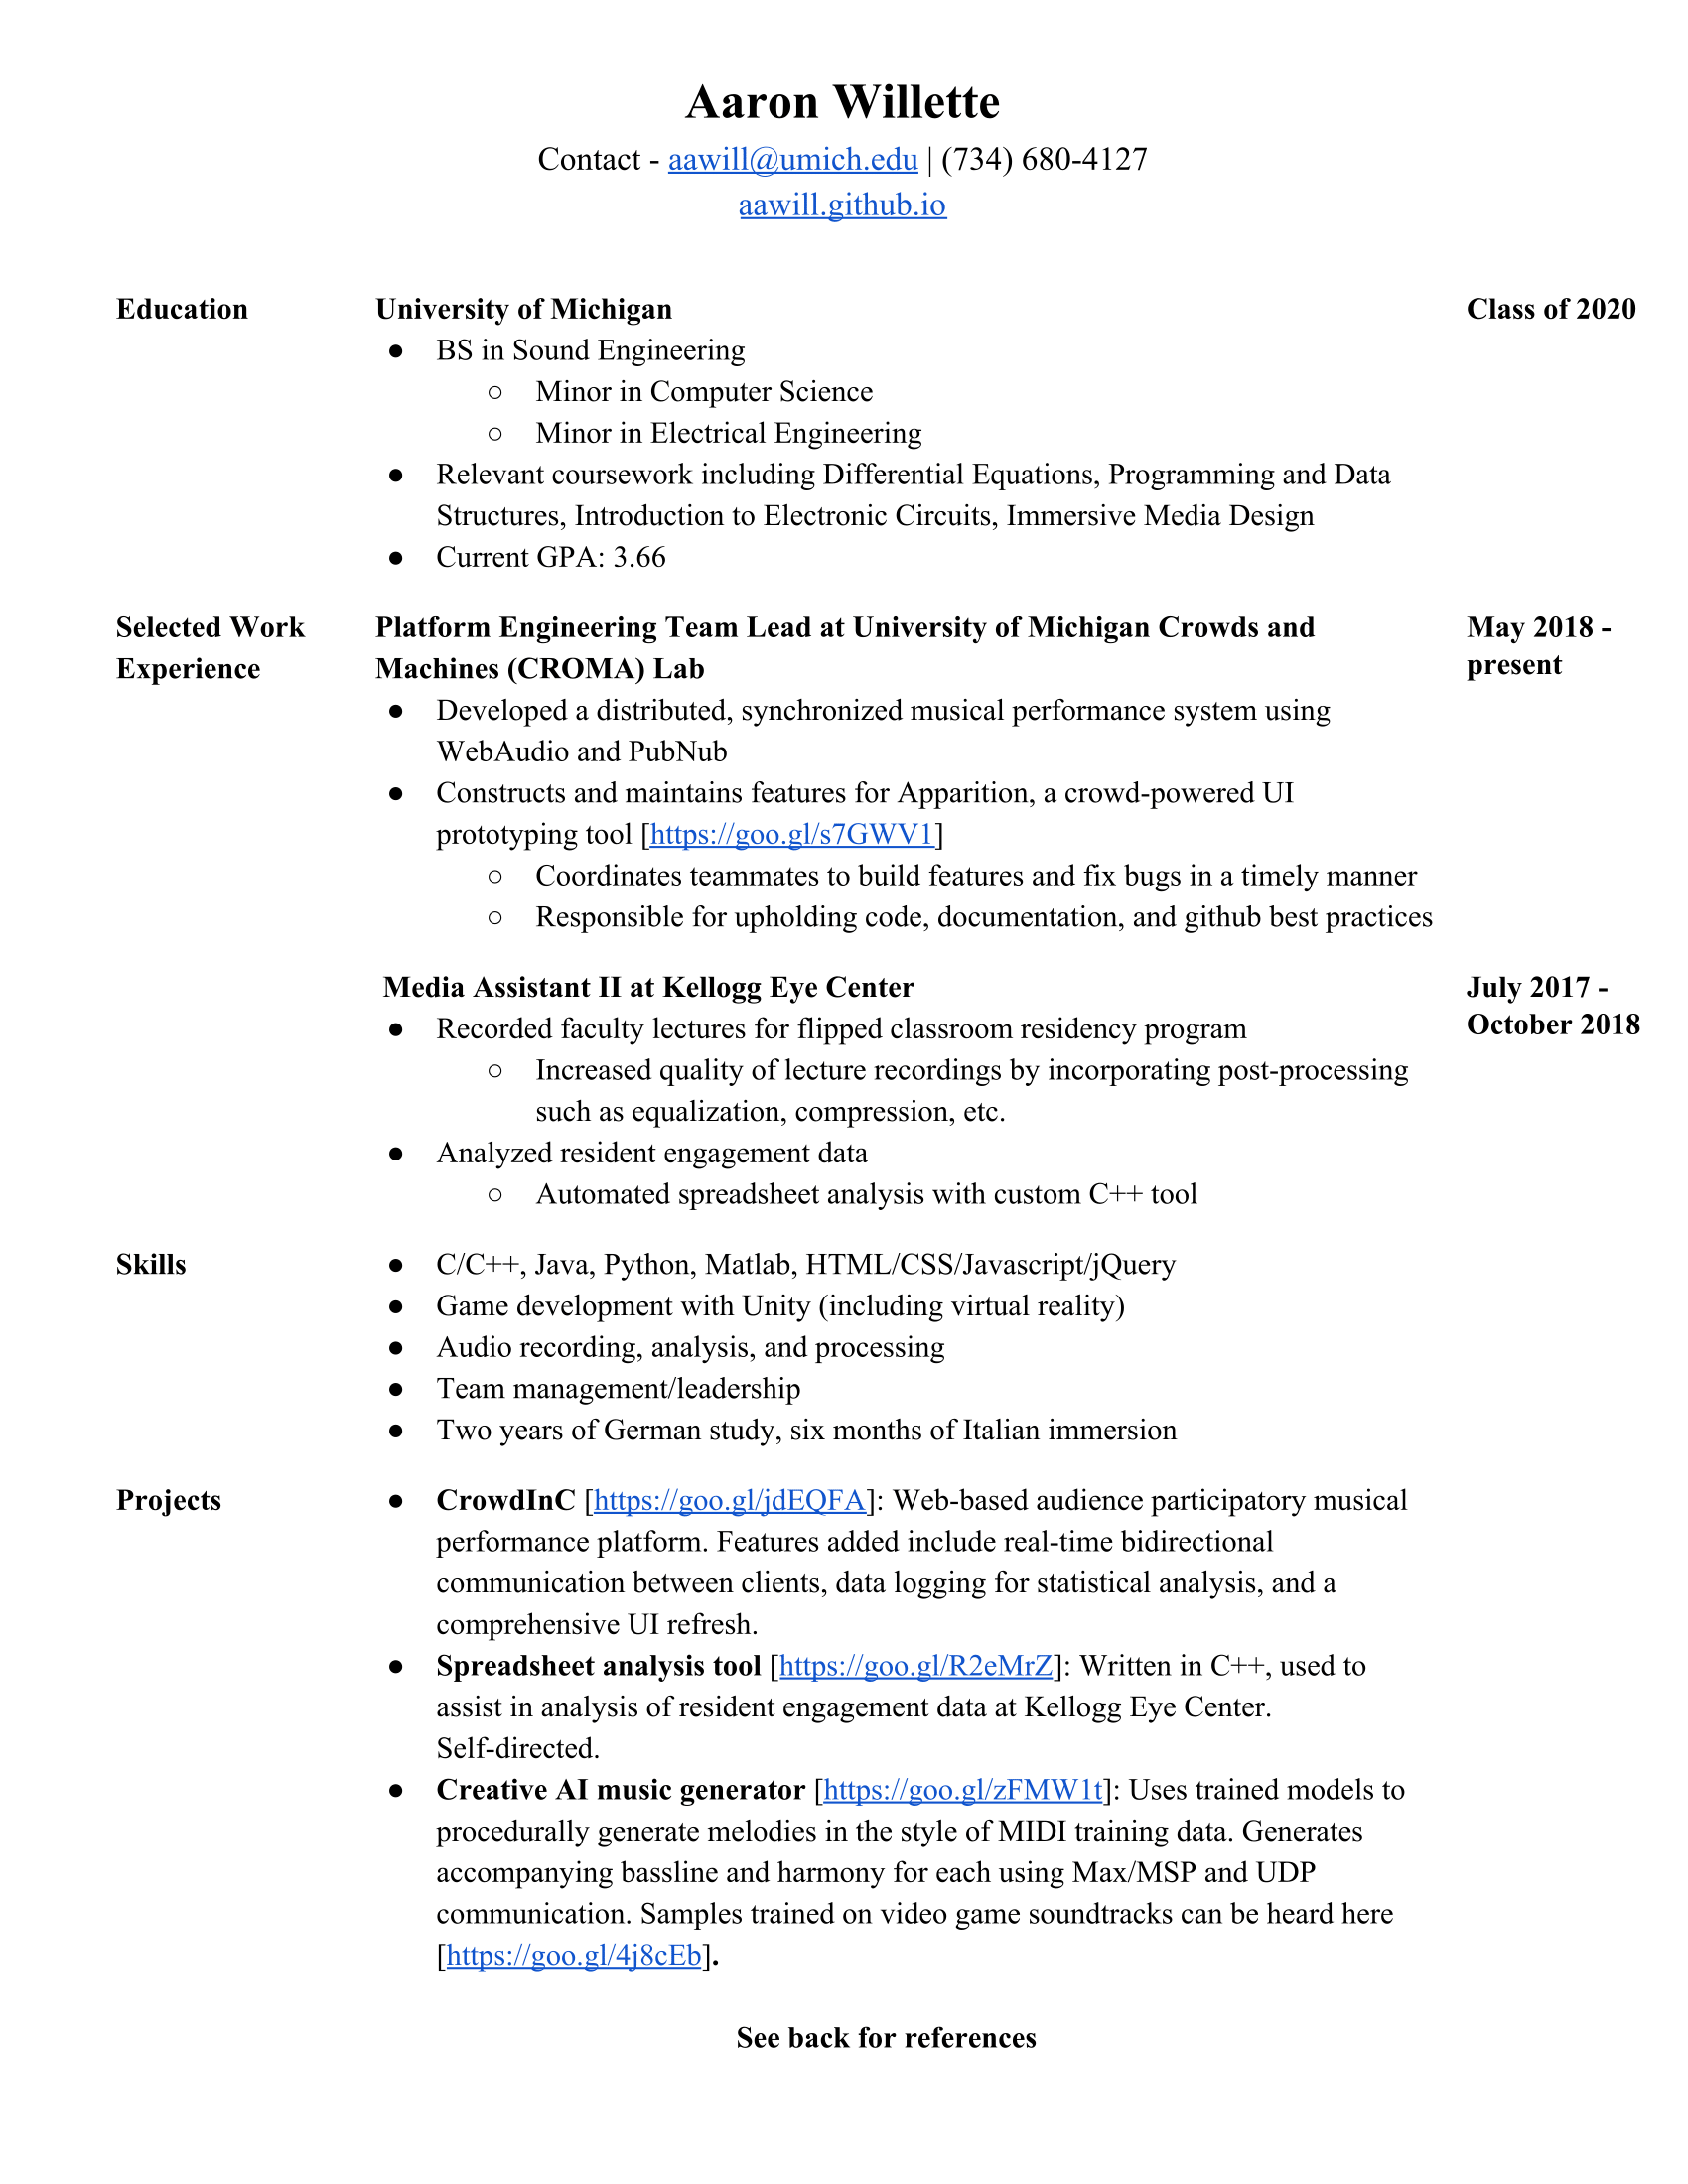 Aaron Willette
Contact - aawill@umich.edu | (734) 680-4127
aawill.github.io
Education
University of Michigan
Class of 2020
● BS in Sound Engineering
○ Minor in Computer Science
○ Minor in Electrical Engineering
● Relevant coursework including Differential Equations, Programming and Data
Structures, Introduction to Electronic Circuits, Immersive Media Design
● Current GPA: 3.66
Selected Work
Experience
Platform Engineering Team Lead at University of Michigan Crowds and
Machines (CROMA) Lab
May 2018 -
present
● Developed a distributed, synchronized musical performance system using
WebAudio and PubNub
● Constructs and maintains features for Apparition, a crowd-powered UI
prototyping tool [https://goo.gl/s7GWV1]
○ Coordinates teammates to build features and fix bugs in a timely manner
○ Responsible for upholding code, documentation, and github best practices
Media Assistant II at Kellogg Eye Center
July 2017 -
October 2018
● Recorded faculty lectures for flipped classroom residency program
○ Increased quality of lecture recordings by incorporating post-processing
such as equalization, compression, etc.
● Analyzed resident engagement data
○ Automated spreadsheet analysis with custom C++ tool
Skills
● C/C++, Java, Python, Matlab, HTML/CSS/Javascript/jQuery
● Game development with Unity (including virtual reality)
● Audio recording, analysis, and processing
● Team management/leadership
● Two years of German study, six months of Italian immersion
Projects
● CrowdInC [https://goo.gl/jdEQFA]: Web-based audience participatory musical
performance platform. Features added include real-time bidirectional
communication between clients, data logging for statistical analysis, and a
comprehensive UI refresh.
● Spreadsheet analysis tool [https://goo.gl/R2eMrZ]: Written in C++, used to
assist in analysis of resident engagement data at Kellogg Eye Center.
Self-directed.
● Creative AI music generator [https://goo.gl/zFMW1t]: Uses trained models to
procedurally generate melodies in the style of MIDI training data. Generates
accompanying bassline and harmony for each using Max/MSP and UDP
communication. Samples trained on video game soundtracks can be heard here
[https://goo.gl/4j8cEb].
See back for references